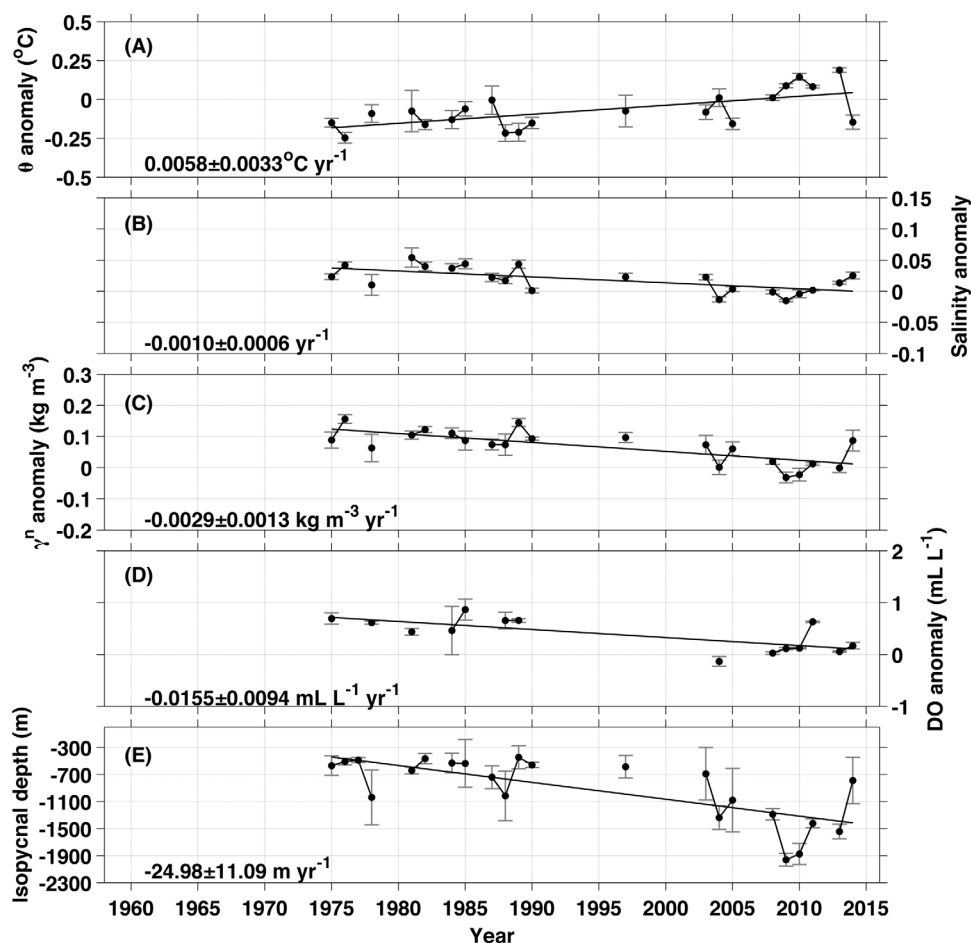 θ anomaly (°C)
0.5
0.25
0
-0.25
-0.5
(A)
0.0058±0.0033°C yr⁻¹
Salinity anomaly
0.15
0.1
0.05
0
-0.05
-0.1
(B)
-0.0010±0.0006 yr⁻¹
γⁿ anomaly (kg m⁻³)
0.3
0.2
0.1
0
-0.1
-0.2
(C)
-0.0029±0.0013 kg m⁻³ yr⁻¹
DO anomaly (mL L⁻¹)
2
1
0
-1
(D)
-0.0155±0.0094 mL L⁻¹ yr⁻¹
Isopycnal depth (m)
-300
-700
-1100
-1500
-1900
-2300
(E)
-24.98±11.09 m yr⁻¹
1960 1965 1970 1975 1980 1985 1990 1995 2000 2005 2010 2015
Year